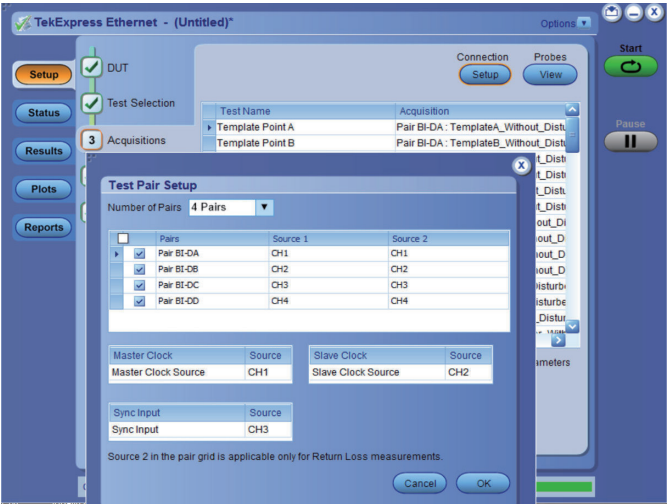 TekExpress Ethernet - (Untitled)*
Options
Start
Setup
DUT
Connection
Probes
Setup
View
Status
Test Selection
Test Name
Acquisition
Template Point A
Pair BI-DA : TemplateA_Without_Distu
Pause
3
Acquisitions
Template Point B
Pair BI-DA : TemplateB_Without_Distu
Results
Plots
Reports
Test Pair Setup
Number of Pairs
4 Pairs
Pairs
Source 1
Source 2
Pair BI-DA
CH1
CH1
Pair BI-DB
CH2
CH2
Pair BI-DC
CH3
CH3
Pair BI-DD
CH4
CH4
Master Clock
Source
Slave Clock
Source
Master Clock Source
CH1
Slave Clock Source
CH2
ameters
Sync Input
Source
Sync Input
CH3
Source 2 in the pair grid is applicable only for Return Loss measurements.
Cancel
OK